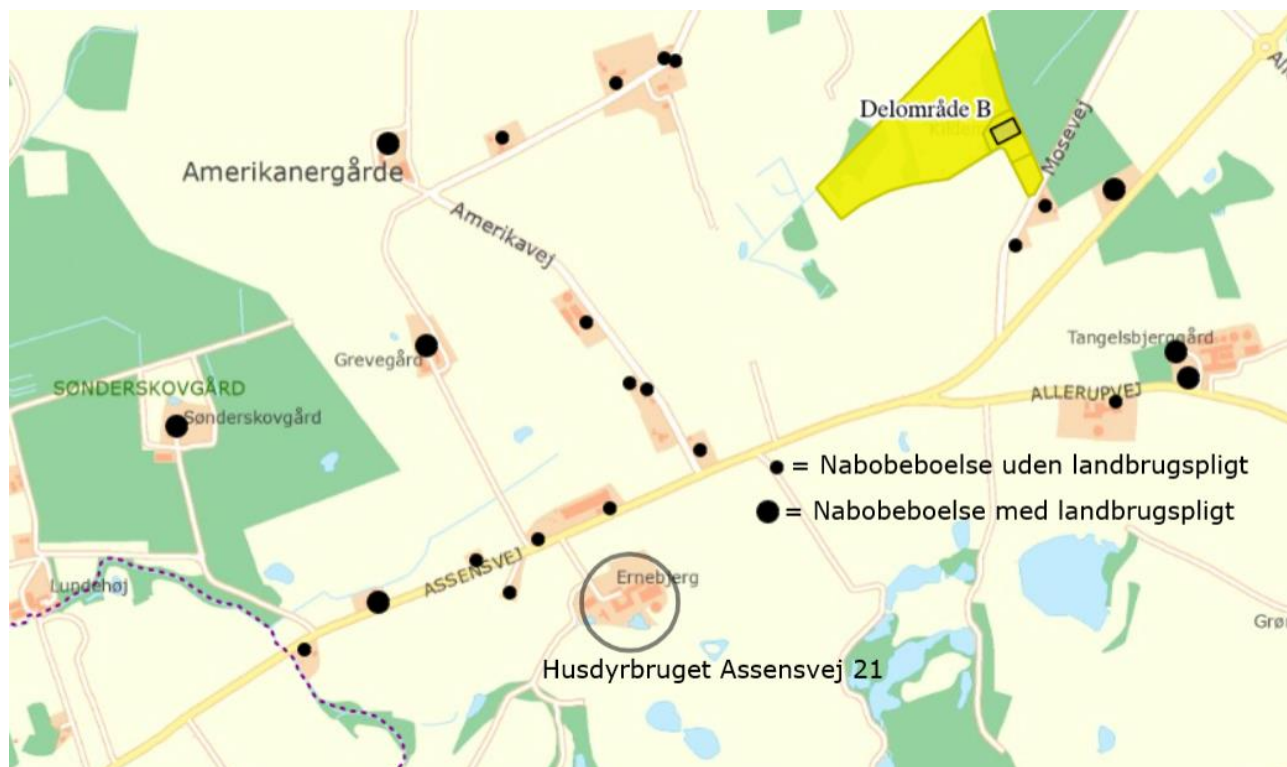 Delområde B
Mosevej
Amerikanergårde
Amerikavej
Grevegård
Tangelsbjerggård
SØNDERSKOVGÅRD
Sønderskovgård
ALLERUPVEJ
= Nabobeboelse uden landbrugspligt
= Nabobeboelse med landbrugspligt
ASSENSVEJ
Lundehøj
Ernebjerg
Husdyrbruget Assensvej 21